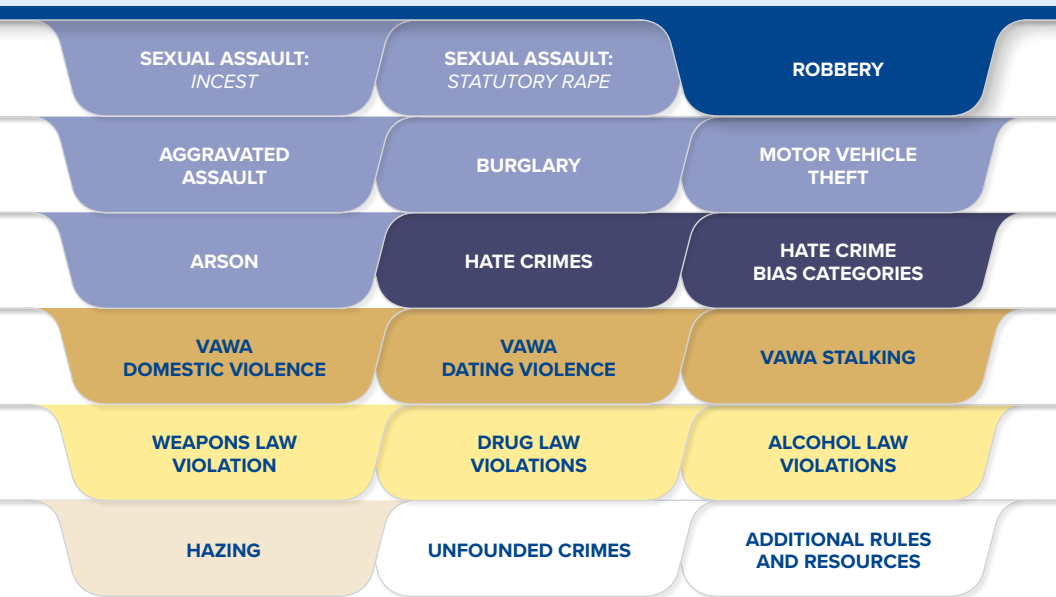 SEXUAL ASSAULT:
INCEST
SEXUAL ASSAULT:
STATUTORY RAPE
ROBBERY
AGGRAVATED
ASSAULT
BURGLARY
MOTOR VEHICLE
THEFT
ARSON
HATE CRIMES
HATE CRIME
BIAS CATEGORIES
VAWA
DOMESTIC VIOLENCE
VAWA
DATING VIOLENCE
VAWA STALKING
WEAPONS LAW
VIOLATION
DRUG LAW
VIOLATIONS
ALCOHOL LAW
VIOLATIONS
HAZING
UNFOUNDED CRIMES
ADDITIONAL RULES
AND RESOURCES